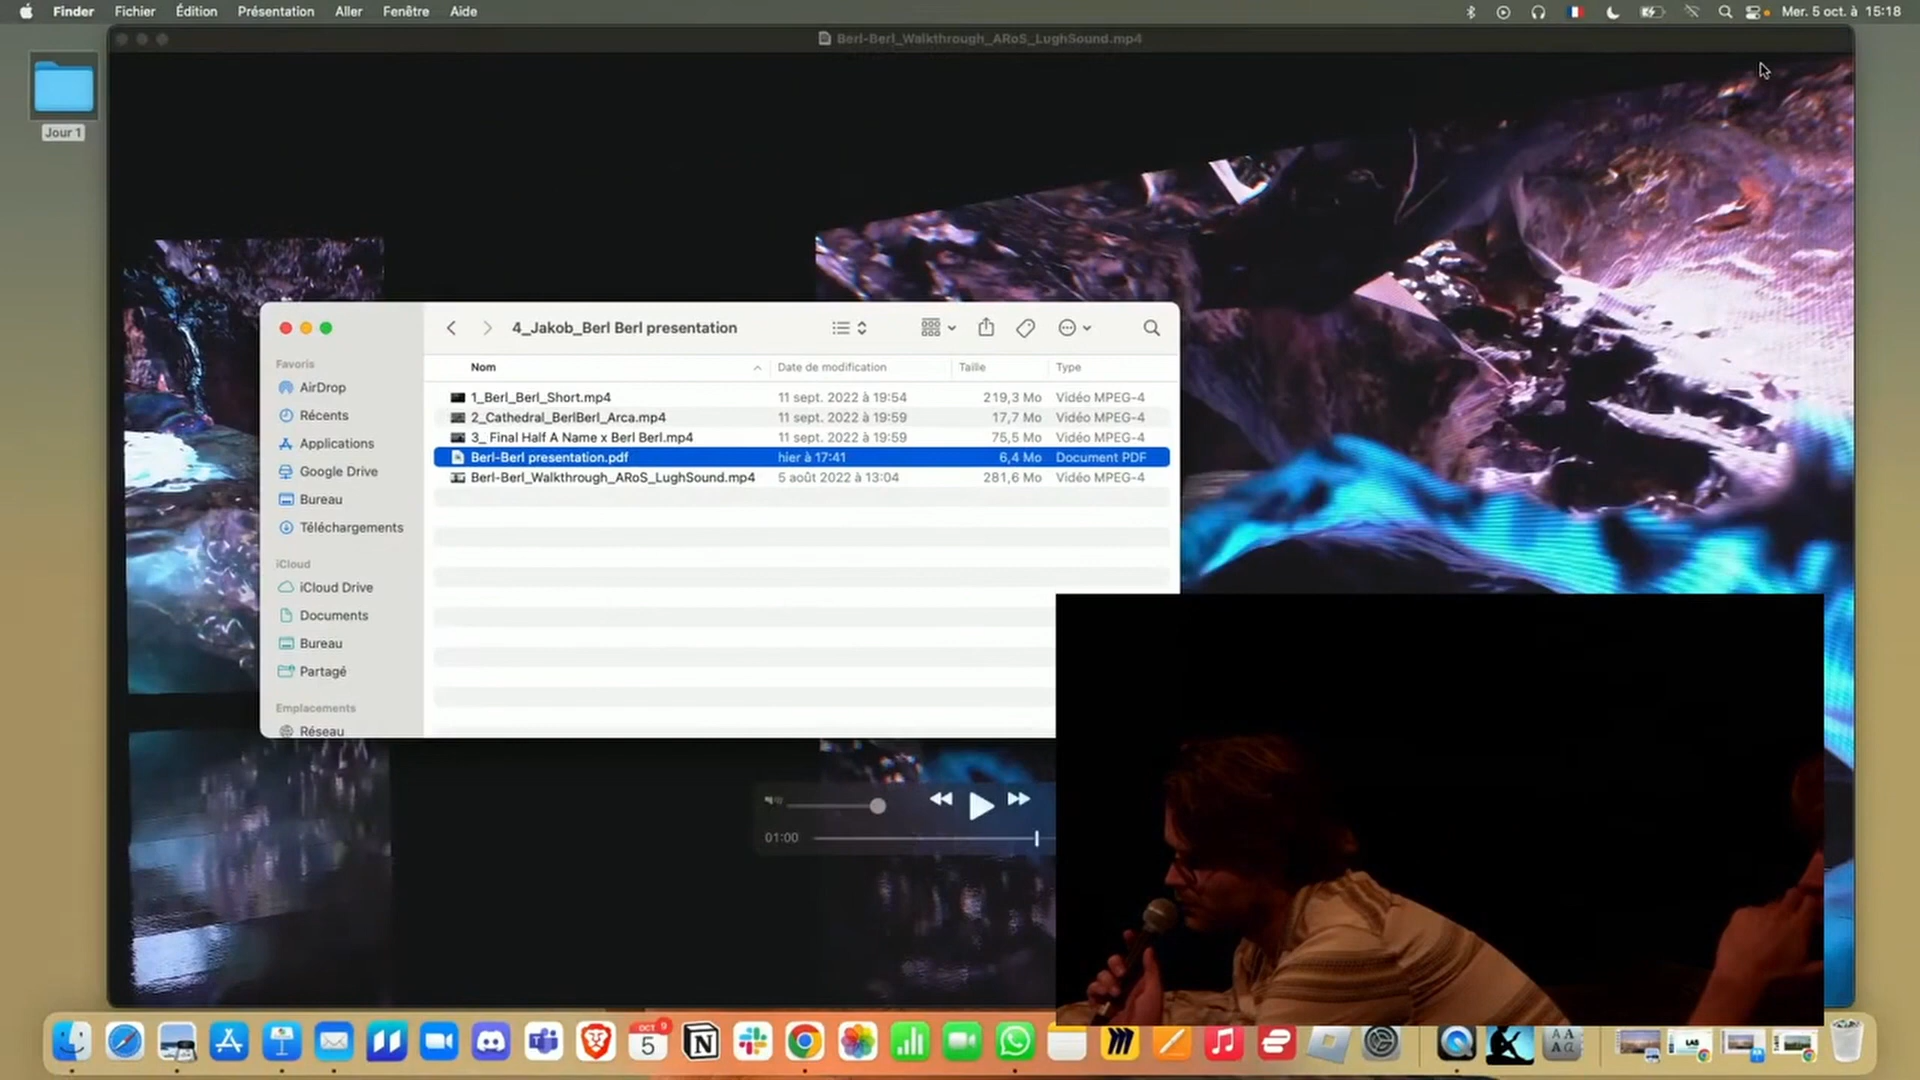 Finder Fichier Édition Présentation Aller Fenêtre Aide Mer. 5 oct. à 15:18
Berl-Berl_Walkthrough_ARoS_LughSound.mp4
Jour 1
4_Jakob_Berl Berl presentation
Favoris
AirDrop
Récents
Applications
Google Drive
Bureau
Téléchargements
iCloud
iCloud Drive
Documents
Bureau
Partagé
Emplacements
Réseau
Nom Date de modification Taille Type
1_Berl_Berl_Short.mp4 11 sept. 2022 à 19:54 219,3 Mo Vidéo MPEG-4
2_Cathedral_BerlBerl_Arca.mp4 11 sept. 2022 à 19:59 17,7 Mo Vidéo MPEG-4
3_ Final Half A Name x Berl Berl.mp4 11 sept. 2022 à 19:59 75,5 Mo Vidéo MPEG-4
Berl-Berl presentation.pdf hier à 17:41 6,4 Mo Document PDF
Berl-Berl_Walkthrough_ARoS_LughSound.mp4 5 août 2022 à 13:04 281,6 Mo Vidéo MPEG-4
01:00
OCT 9
5
LAB